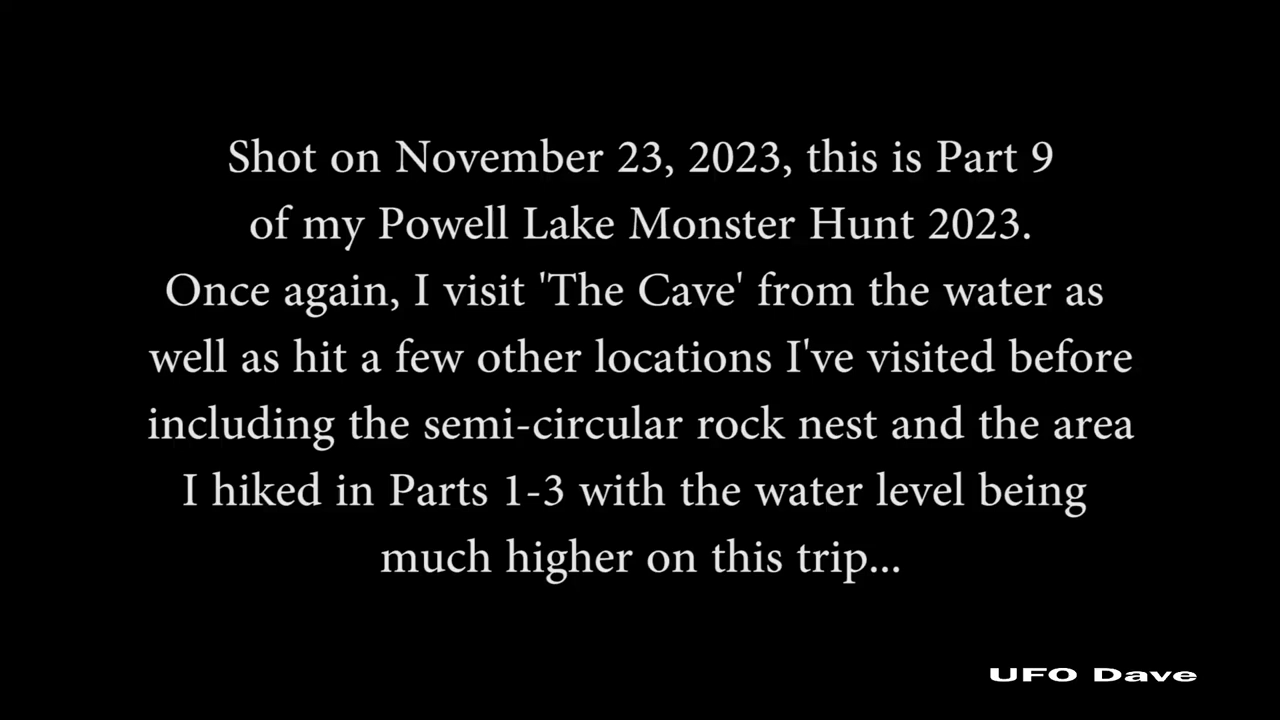 Shot on November 23, 2023, this is Part 9
of my Powell Lake Monster Hunt 2023.
Once again, I visit 'The Cave' from the water as
well as hit a few other locations I've visited before
including the semi-circular rock nest and the area
I hiked in Parts 1-3 with the water level being
much higher on this trip...
UFO Dave